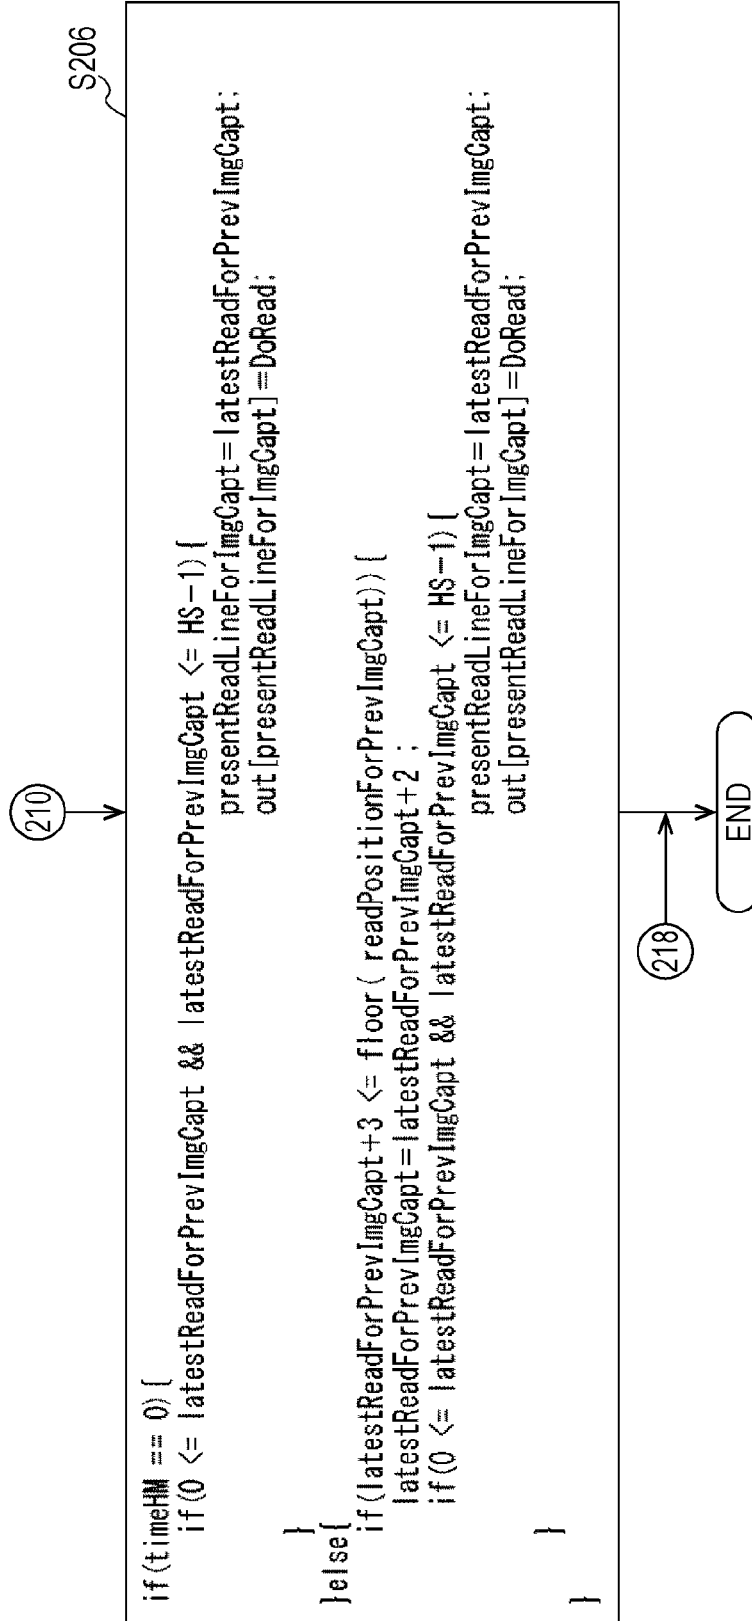 210
S206
if(timeHM == 0){
if(0 <= latestReadForPrevImgCapt && latestReadForPrevImgCapt <= HS-1){
presentReadLineForImgCapt=latestReadForPrevImgCapt;
out[presentReadLineForImgCapt]=DoRead;
}
}else{
if(latestReadForPrevImgCapt+3 <= floor( readPositionForPrevImgCapt)){
latestReadForPrevImgCapt=latestReadForPrevImgCapt+2 ;
if(0 <= latestReadForPrevImgCapt && latestReadForPrevImgCapt <= HS-1){
presentReadLineForImgCapt=latestReadForPrevImgCapt;
out[presentReadLineForImgCapt]=DoRead;
}
}
218
END